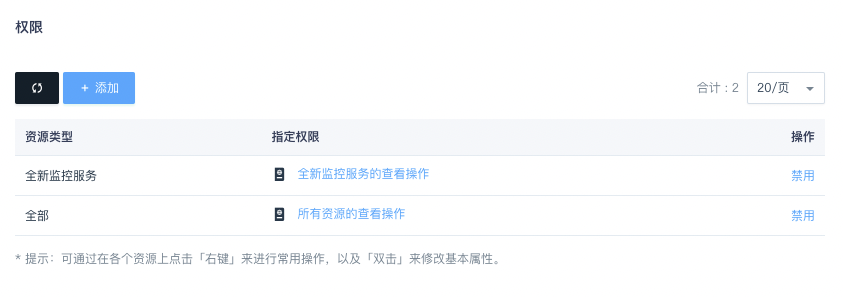 权限
+ 添加
合计 : 2 20/页
资源类型 指定权限 操作
全新监控服务 全新监控服务的查看操作 禁用
全部 所有资源的查看操作 禁用
* 提示：可通过在各个资源上点击「右键」来进行常用操作，以及「双击」来修改基本属性。